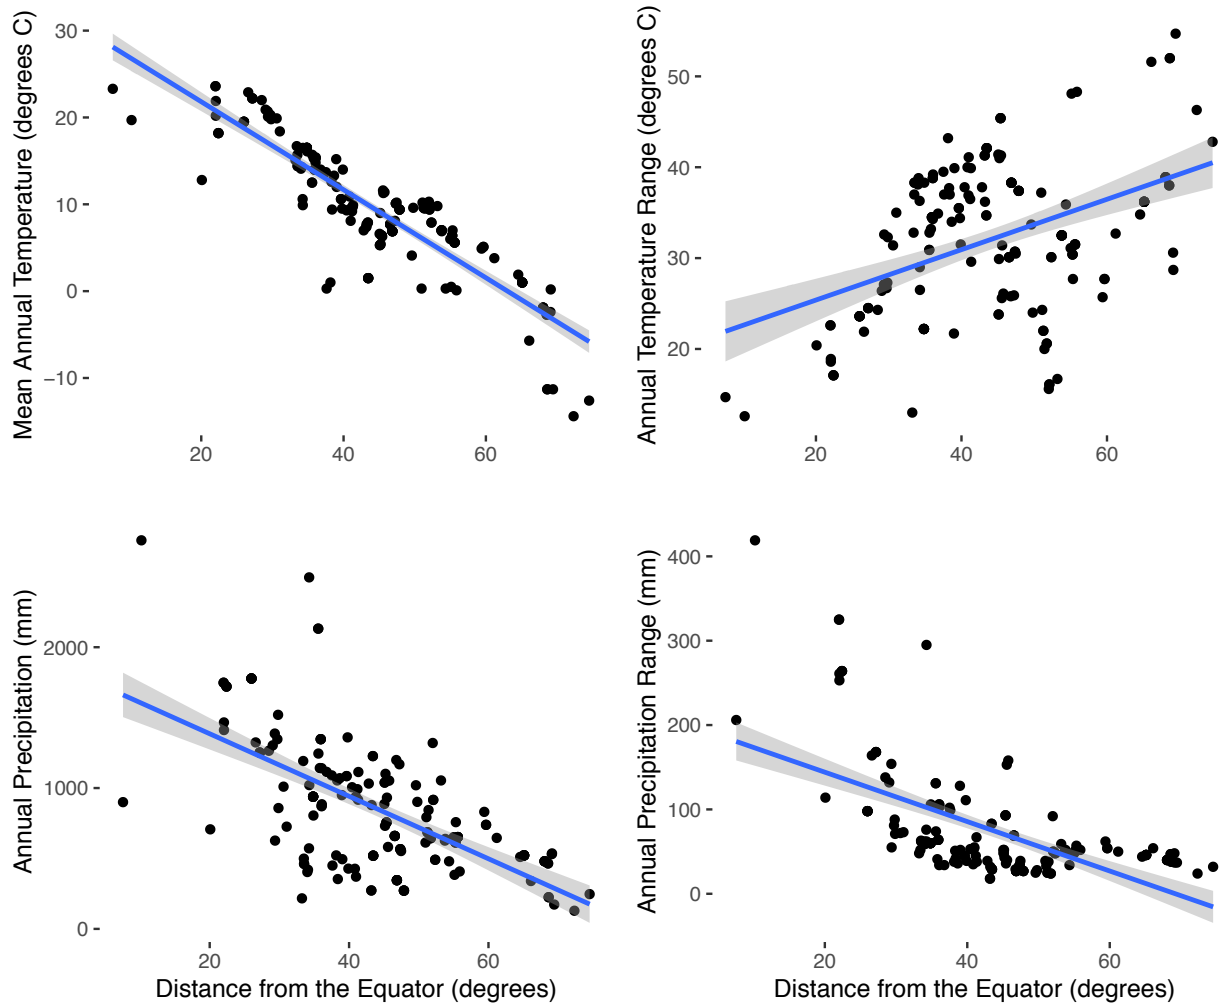 Mean Annual Temperature (degrees C)
30
20
10
0
−10
20 40 60
Annual Temperature Range (degrees C)
50
40
30
20
20 40 60
Annual Precipitation (mm)
2000
1000
0
20 40 60
Distance from the Equator (degrees)
Annual Precipitation Range (mm)
400
300
200
100
0
20 40 60
Distance from the Equator (degrees)